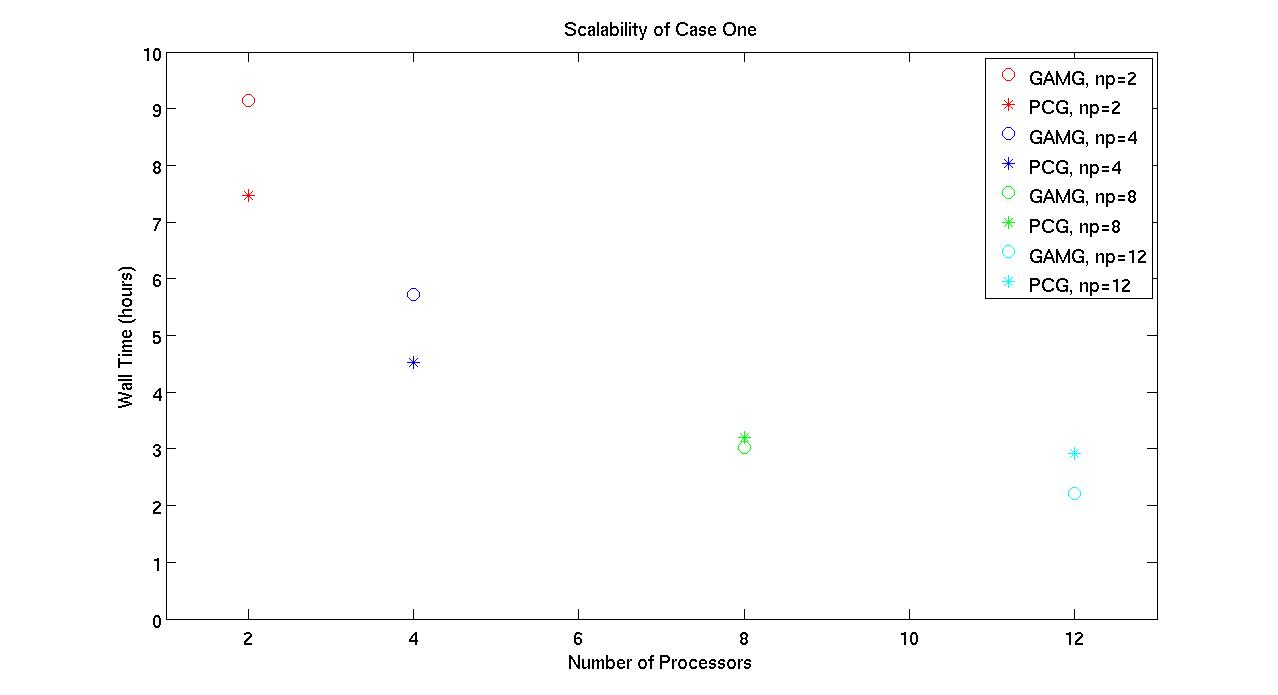 Scalability of Case One
10
9
8
7
6
5
4
3
2
1
0
Wall Time (hours)
GAMG, np=2
PCG, np=2
GAMG, np=4
PCG, np=4
GAMG, np=8
PCG, np=8
GAMG, np=12
PCG, np=12
2 4 6 8 10 12
Number of Processors